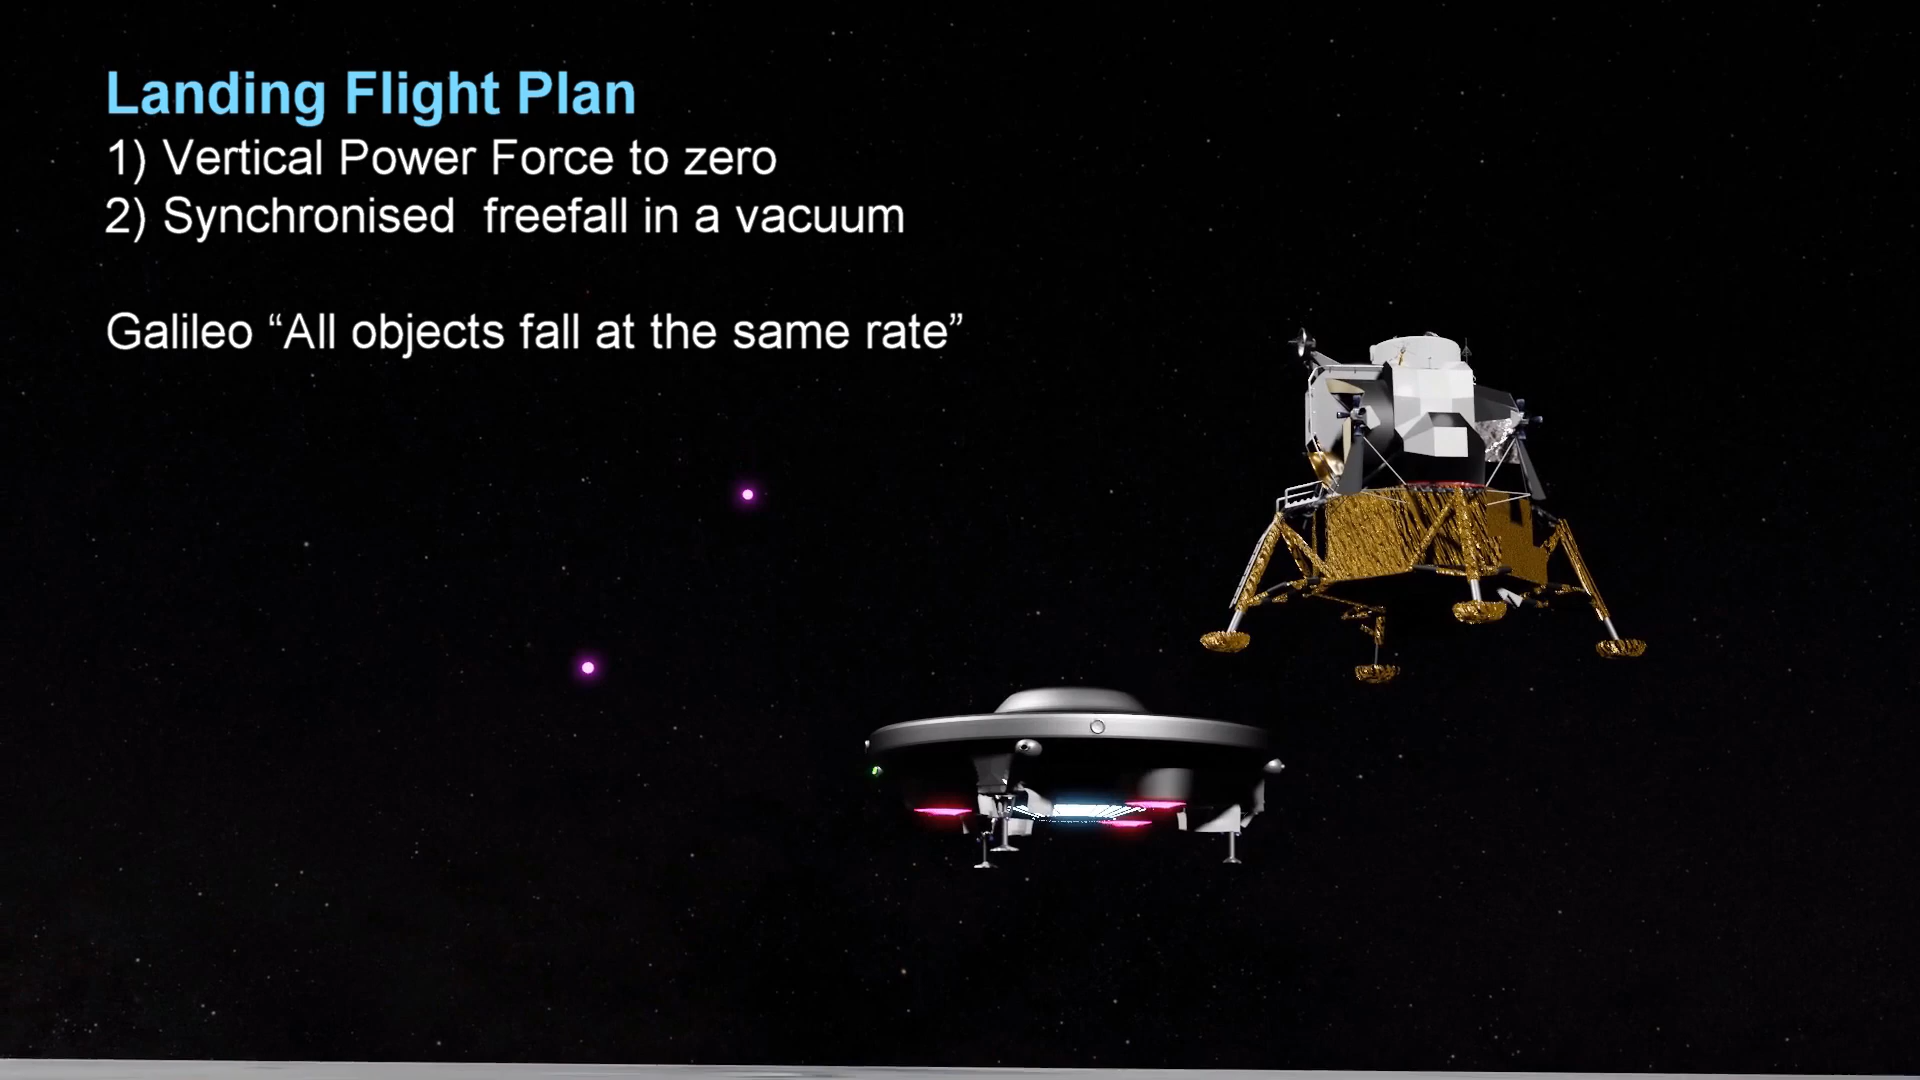 Landing Flight Plan
1) Vertical Power Force to zero
2) Synchronised  freefall in a vacuum
Galileo “All objects fall at the same rate”